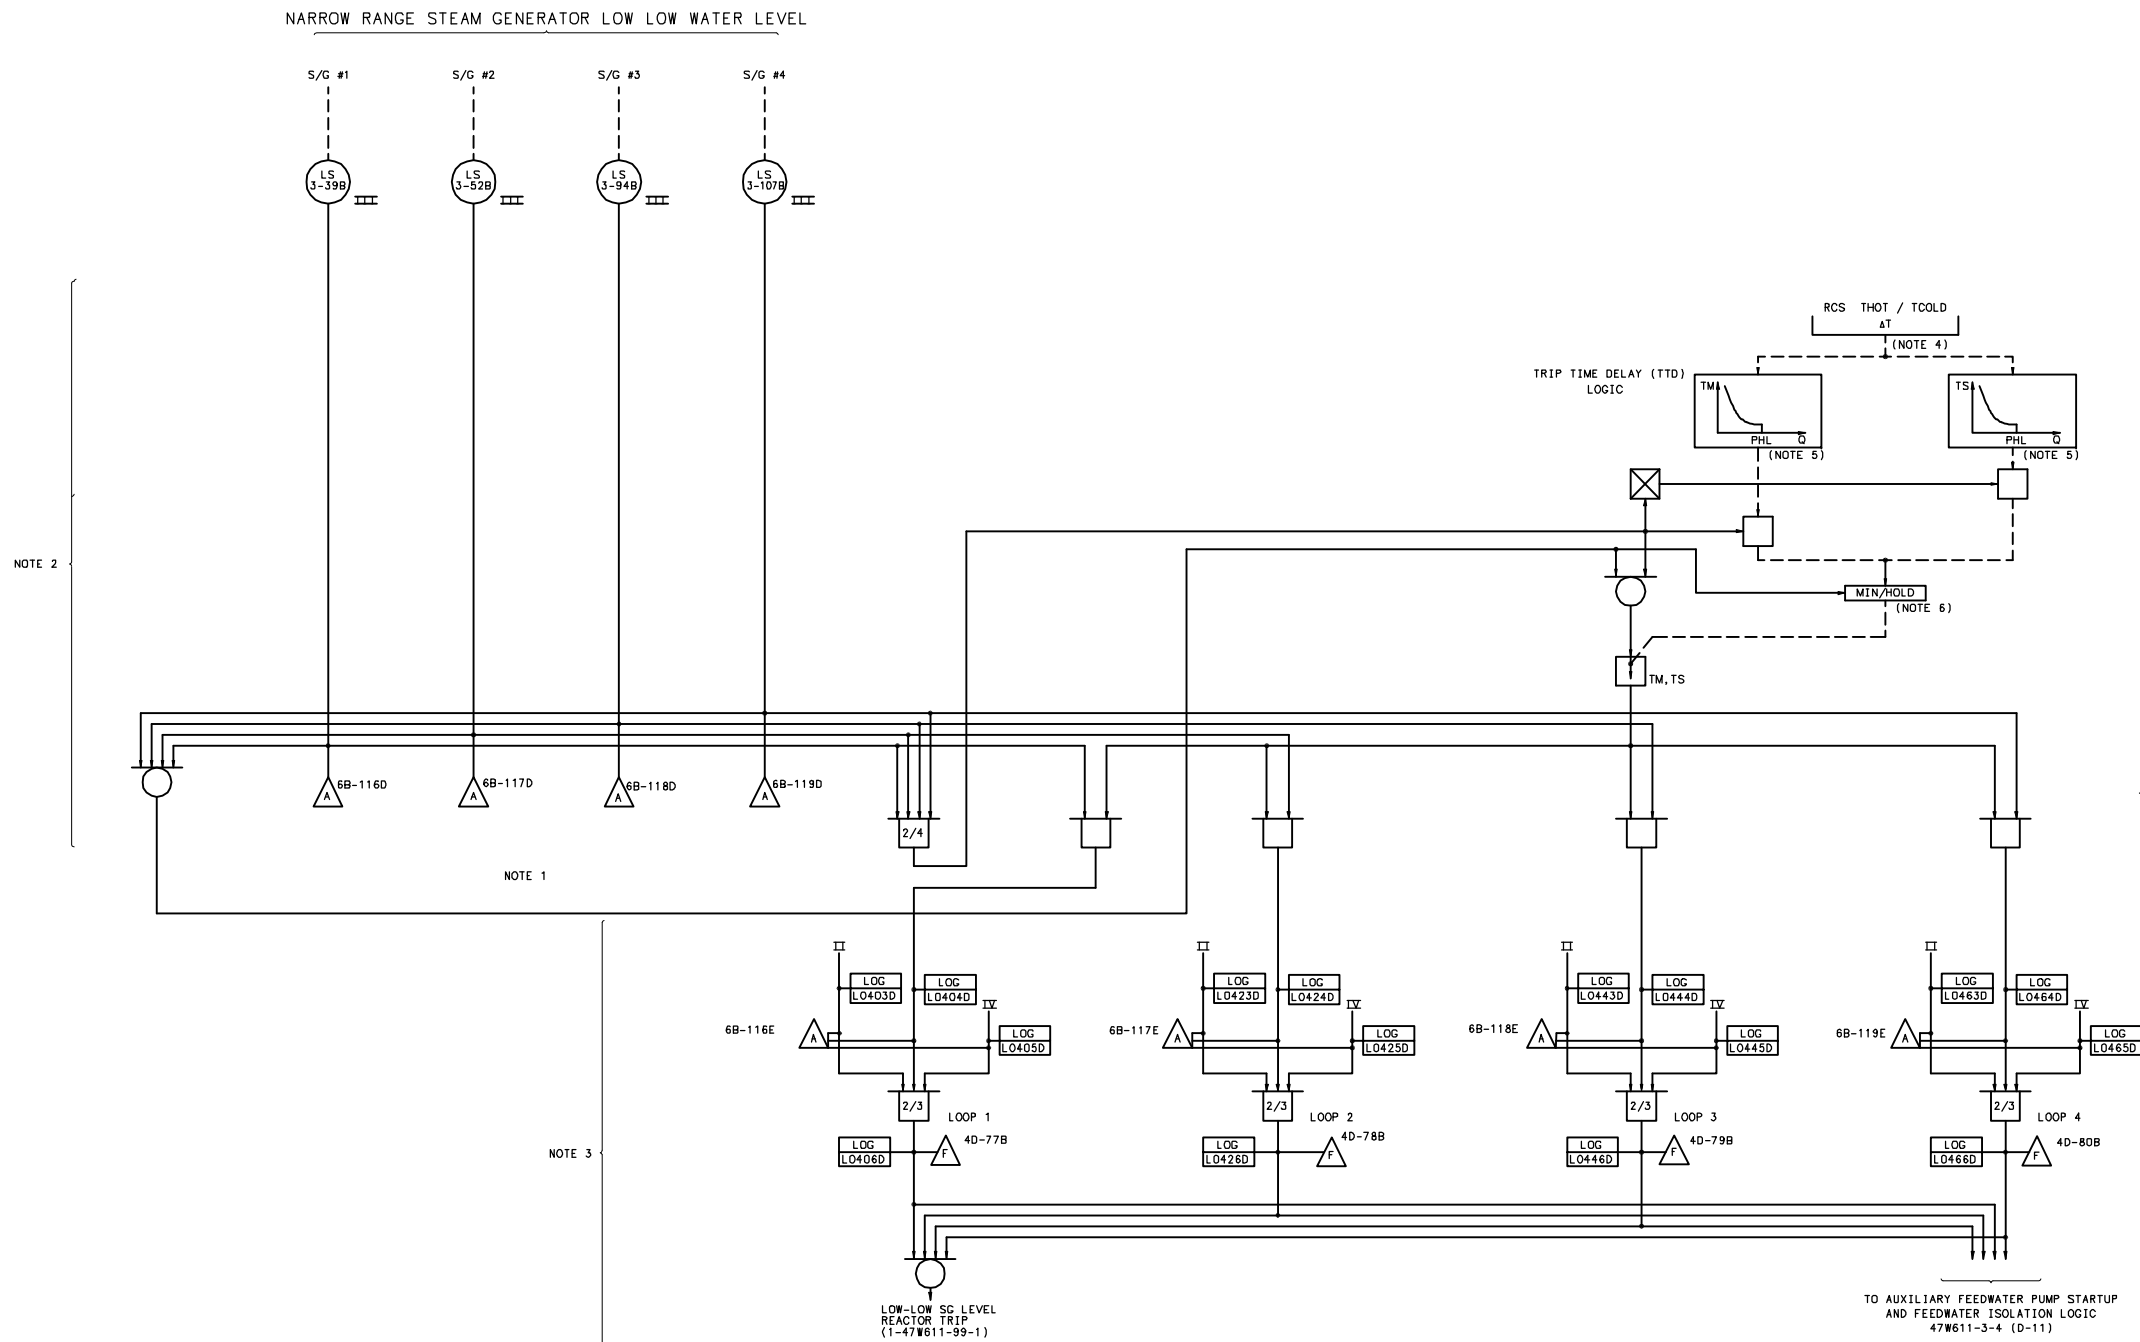 NARROW RANGE STEAM GENERATOR LOW LOW WATER LEVEL
S/G #1
S/G #2
S/G #3
S/G #4
LS
3-39B
III
LS
3-52B
III
LS
3-94B
III
LS
3-107B
III
RCS THOT / TCOLD
ΔT
(NOTE 4)
TRIP TIME DELAY (TTD)
LOGIC
TM
PHL
Q
(NOTE 5)
TS
PHL
Q
(NOTE 5)
NOTE 2
MIN/HOLD
(NOTE 6)
TM,TS
A
6B-116D
A
6B-117D
A
6B-118D
A
6B-119D
2/4
NOTE 1
II
LOG
L0403D
LOG
L0404D
IV
6B-116E
A
LOG
L0405D
II
LOG
L0423D
LOG
L0424D
IV
6B-117E
A
LOG
L0425D
II
LOG
L0443D
LOG
L0444D
IV
6B-118E
A
LOG
L0445D
II
LOG
L0463D
LOG
L0464D
IV
6B-119E
A
LOG
L0465D
2/3
LOOP 1
2/3
LOOP 2
2/3
LOOP 3
2/3
LOOP 4
NOTE 3
LOG
L0406D
F
4D-77B
LOG
L0426D
F
4D-78B
LOG
L0446D
F
4D-79B
LOG
L0466D
F
4D-80B
LOW-LOW SG LEVEL
REACTOR TRIP
(1-47W611-99-1)
TO AUXILIARY FEEDWATER PUMP STARTUP
AND FEEDWATER ISOLATION LOGIC
47W611-3-4 (D-11)